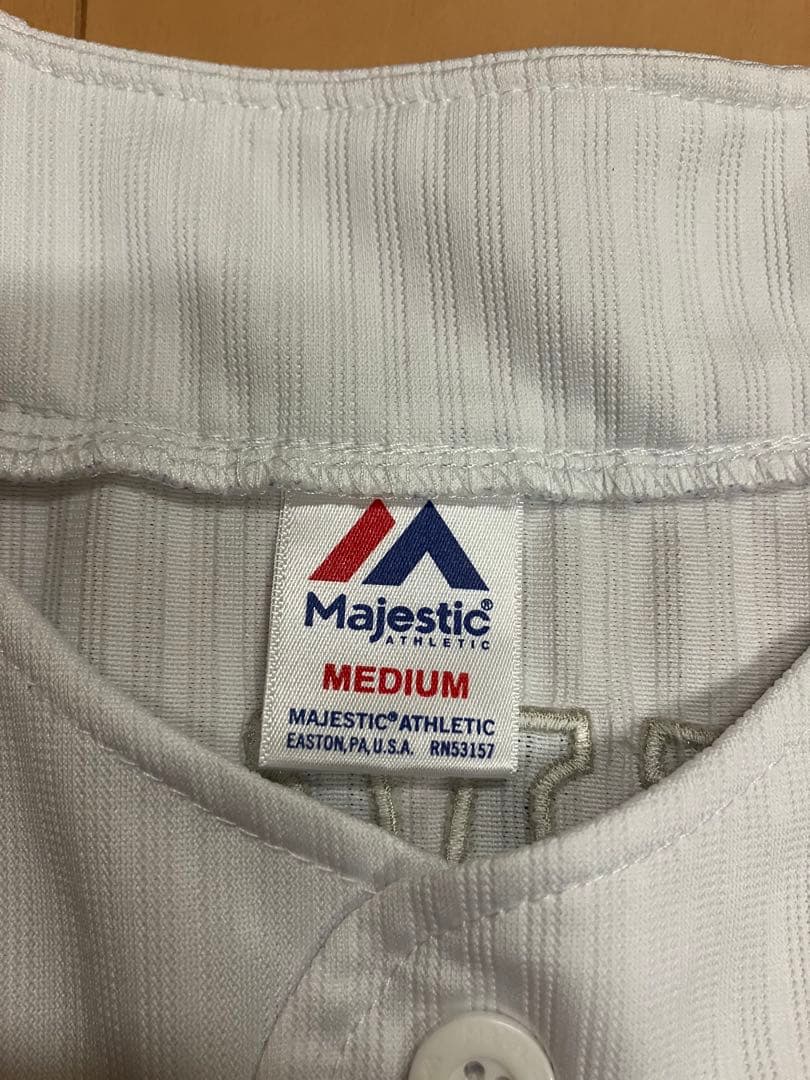 Majestic®
ATHLETIC
MEDIUM
MAJESTIC® ATHLETIC
EASTON, PA, U.S.A. RN53157